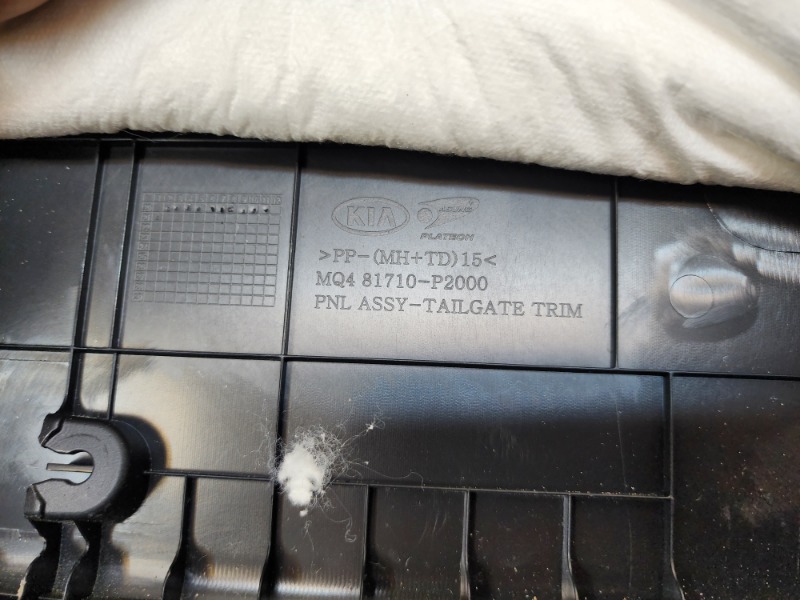 KIA
PLATECH
>PP-(MH+TD)15<
MQ4 81710-P2000
PNL ASSY-TAILGATE TRIM